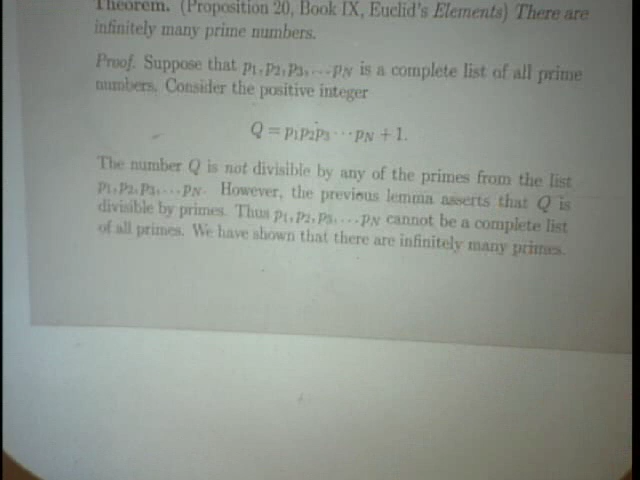 Theorem. (Proposition 20, Book IX, Euclid's Elements) There are
infinitely many prime numbers.
Proof. Suppose that p₁, p₂, p₃, ... p_N is a complete list of all prime
numbers. Consider the positive integer
Q = p₁p₂p₃ ··· p_N + 1.
The number Q is not divisible by any of the primes from the list
p₁, p₂, p₃, ... p_N. However, the previous lemma asserts that Q is
divisible by primes. Thus p₁, p₂, p₃, ... p_N cannot be a complete list
of all primes. We have shown that there are infinitely many primes.